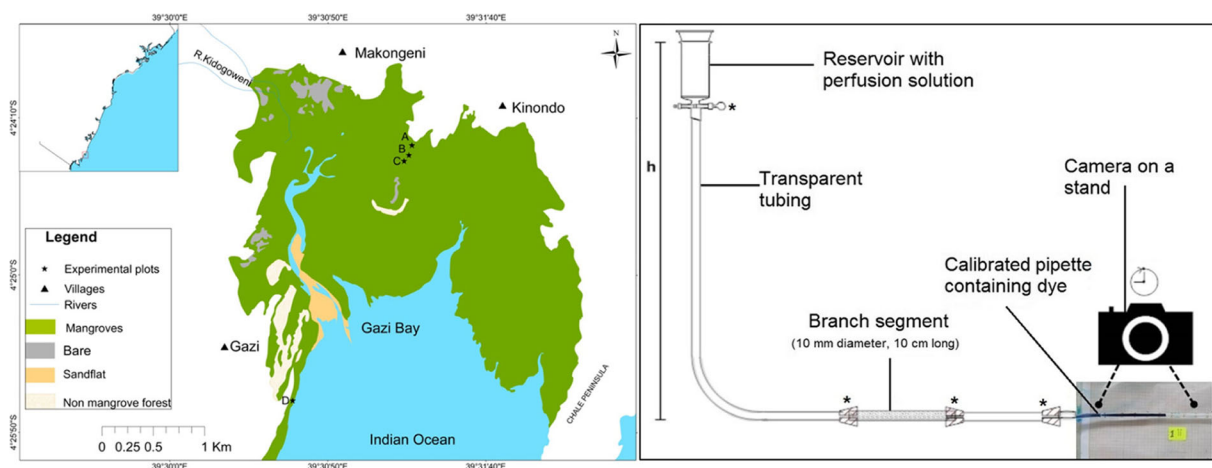 39°30'0"E
39°30'50"E
39°31'40"E
N
Makongeni
R.Kidogoweni
Kinondo
4°24'10"S
A
B
C
Legend
Experimental plots
Villages
Rivers
Mangroves
Bare
Sandflat
Non mangrove forest
0 0.25 0.5 1 Km
4°25'0"S
Gazi Bay
Gazi
D
CHALE PENINSULA
Indian Ocean
4°25'50"S
39°30'0"E
39°30'50"E
39°31'40"E
Reservoir with
perfusion solution
*
h
Transparent
tubing
Camera on a
stand
Calibrated pipette
containing dye
Branch segment
(10 mm diameter, 10 cm long)
* * *